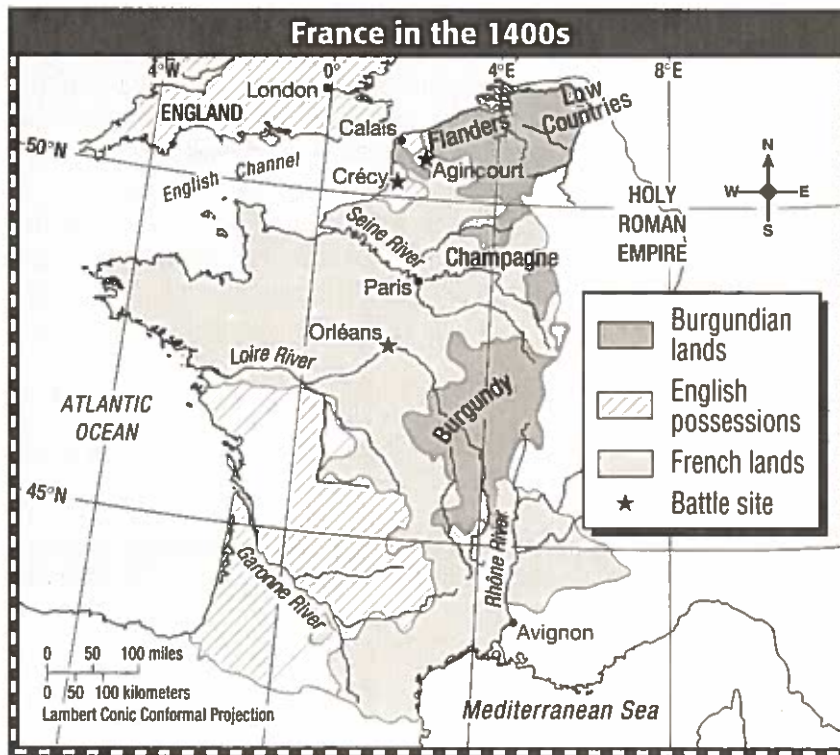 France in the 1400s
4°W
0°
4°E
8°E
London
ENGLAND
Calais
Flanders
Low
Countries
50°N
English Channel
Agincourt
Crécy
N
W
E
S
HOLY
ROMAN
EMPIRE
Seine River
Champagne
Paris
Orléans
Loire River
Burgundy
ATLANTIC
OCEAN
45°N
Garonne River
Rhône River
Avignon
Mediterranean Sea
Burgundian
lands
English
possessions
French lands
Battle site
0 50 100 miles
0 50 100 kilometers
Lambert Conic Conformal Projection